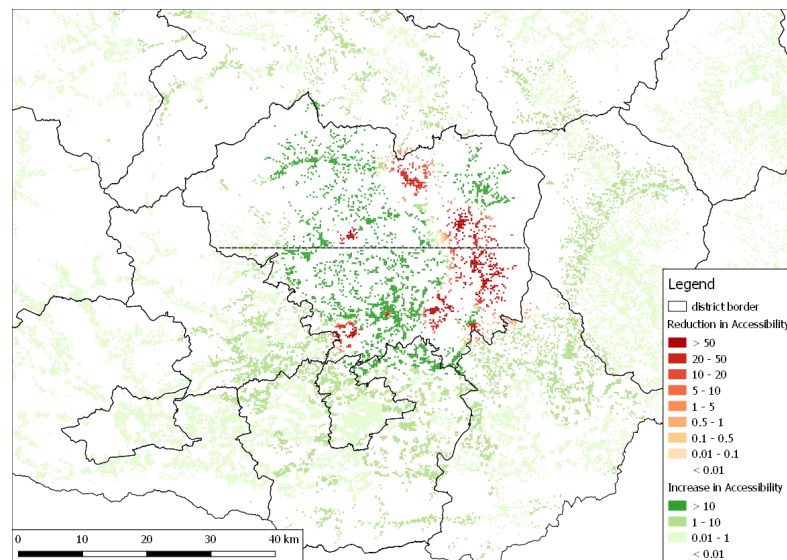 Legend
district border
Reduction in Accessibility
> 50
20 - 50
10 - 20
5 - 10
1 - 5
0.5 - 1
0.1 - 0.5
0.01 - 0.1
< 0.01
Increase in Accessibility
> 10
1 - 10
0.01 - 1
< 0.01
0 10 20 30 40 km